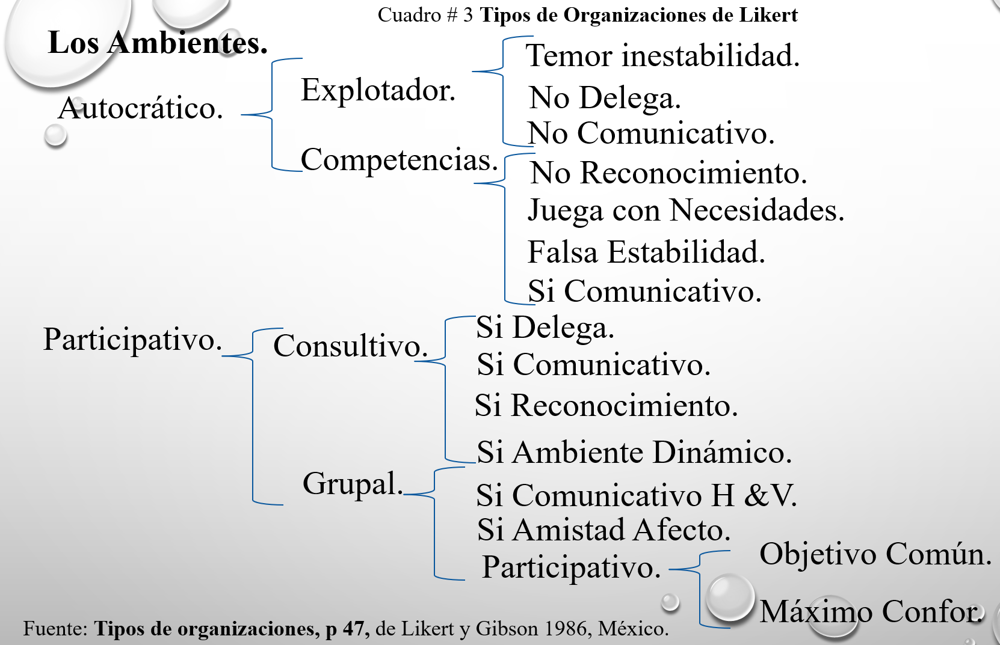 Cuadro # 3 Tipos de Organizaciones de Likert
Los Ambientes.
Autocrático.
Explotador.
Temor inestabilidad.
No Delega.
No Comunicativo.
Competencias.
No Reconocimiento.
Juega con Necesidades.
Falsa Estabilidad.
Si Comunicativo.
Participativo.
Consultivo.
Si Delega.
Si Comunicativo.
Si Reconocimiento.
Si Ambiente Dinámico.
Grupal.
Si Comunicativo H &V.
Si Amistad Afecto.
Participativo.
Objetivo Común.
Máximo Confor.
Fuente: Tipos de organizaciones, p 47, de Likert y Gibson 1986, México.